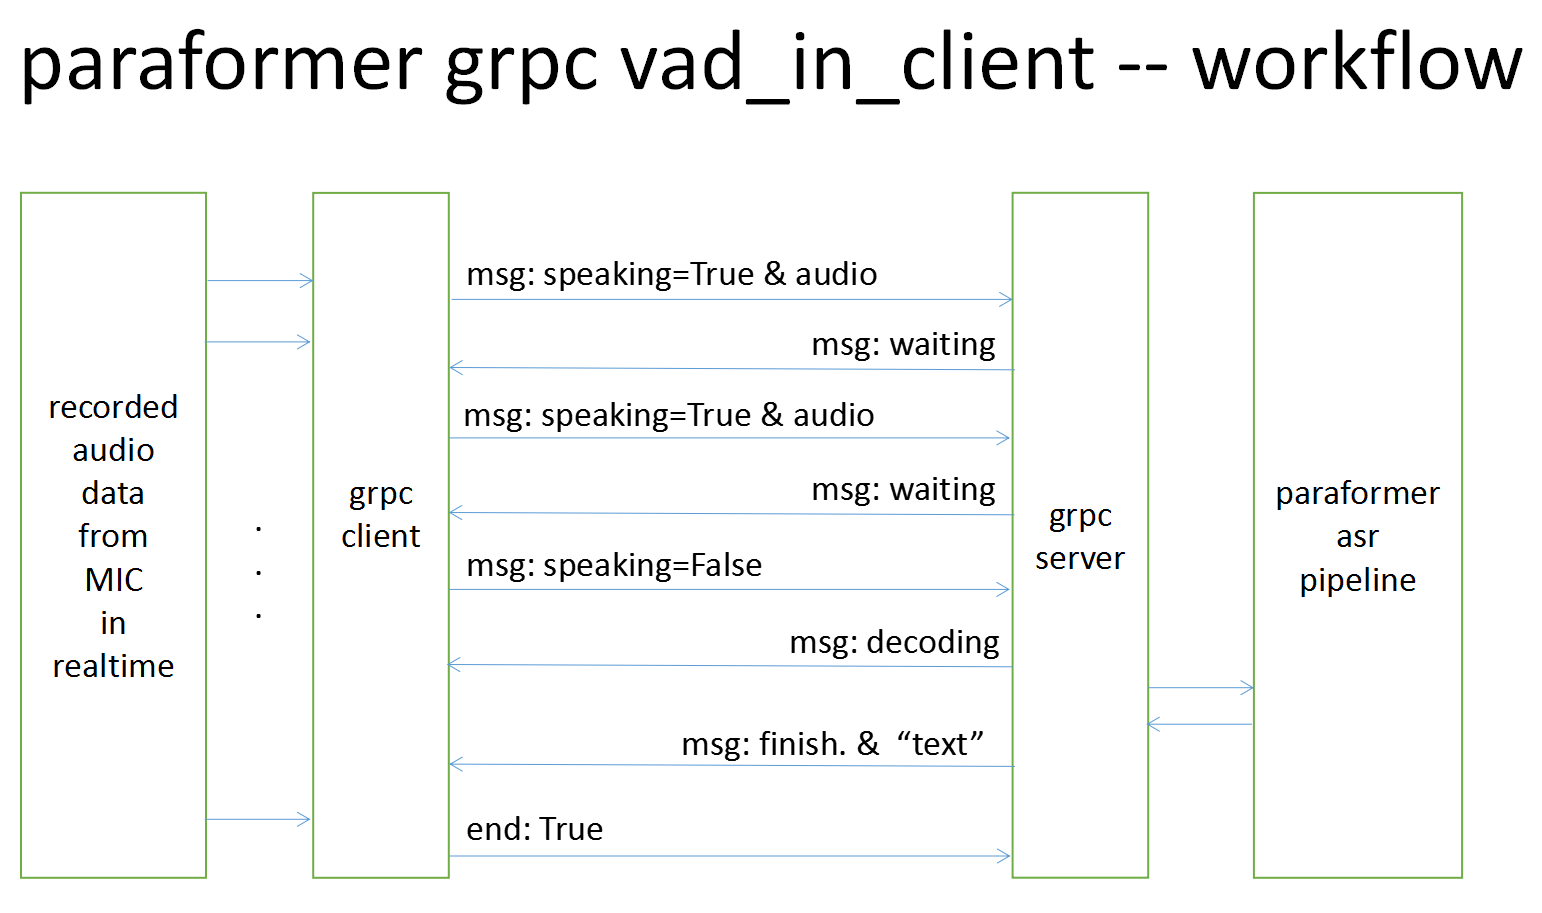 paraformer grpc vad_in_client -- workflow
recorded
audio
data
from
MIC
in
realtime
.
.
.
grpc
client
msg: speaking=True & audio
msg: waiting
msg: speaking=True & audio
msg: waiting
msg: speaking=False
msg: decoding
msg: finish. & “text”
end: True
grpc
server
paraformer
asr
pipeline